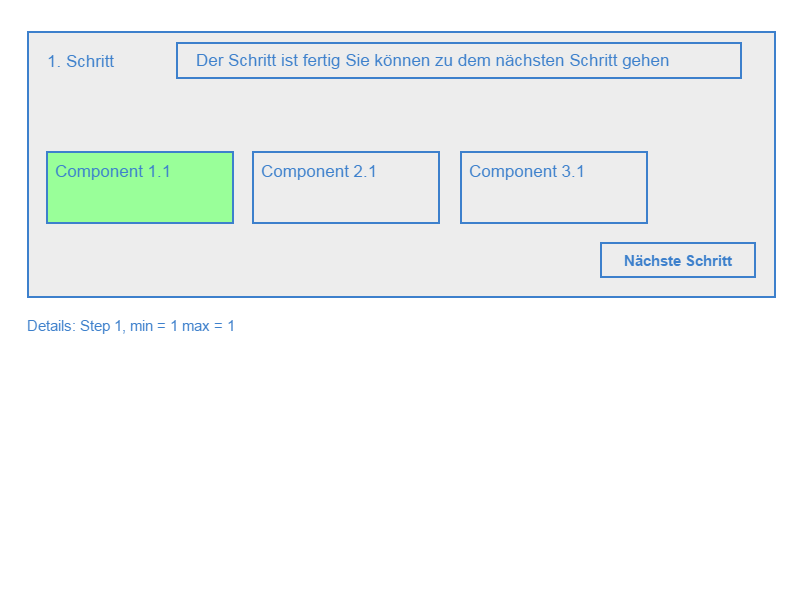 1. Schritt
Der Schritt ist fertig Sie können zu dem nächsten Schritt gehen
Component 1.1
Component 2.1
Component 3.1
Nächste Schritt
Details: Step 1, min = 1 max = 1